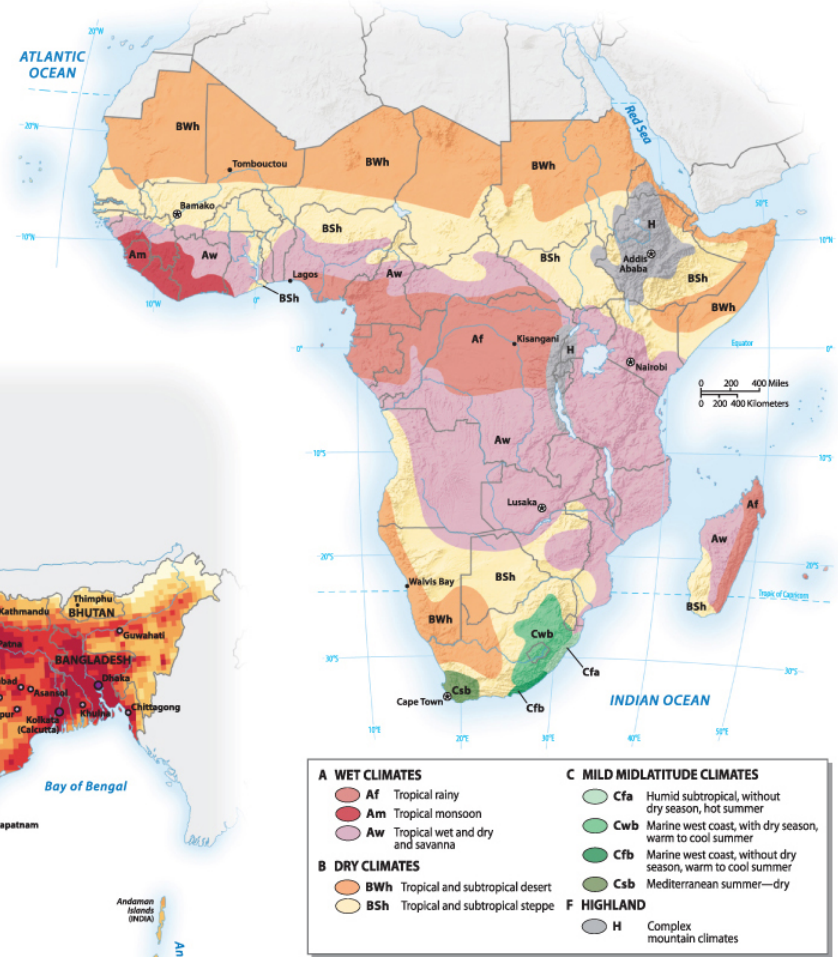 20°W
ATLANTIC
OCEAN
20°N
Red Sea
BWh
BWh
BWh
Tombouctou
50°E
Bamako
H
10°N
10°N
BSh
Am
Aw
BSh
Addis
Ababa
BSh
Lagos
Aw
10°W
0°
BSh
BWh
Af
Kisangani
H
Equator
0°
0°
Nairobi
0 200 400 Miles
0 200 400 Kilometers
Aw
10°S
10°S
Lusaka
Af
Aw
20°S
20°S
Walvis Bay
BSh
Tropic of Capricorn
BSh
BWh
Cwb
30°S
30°S
Cfa
Csb
Cape Town
Cfb
INDIAN OCEAN
10°E
20°E
30°E
40°E
50°E
Thimphu
Kathmandu
BHUTAN
Guwahati
Patna
BANGLADESH
Dhaka
bad
Asansol
pur
Khulna
Chittagong
Kolkata
(Calcutta)
Bay of Bengal
apatnam
Andaman
Islands
(INDIA)
An
A WET CLIMATES
Af Tropical rainy
Am Tropical monsoon
Aw Tropical wet and dry
and savanna
B DRY CLIMATES
BWh Tropical and subtropical desert
BSh Tropical and subtropical steppe
C MILD MIDLATITUDE CLIMATES
Cfa Humid subtropical, without
dry season, hot summer
Cwb Marine west coast, with dry season,
warm to cool summer
Cfb Marine west coast, without dry
season, warm to cool summer
Csb Mediterranean summer—dry
F HIGHLAND
H Complex
mountain climates